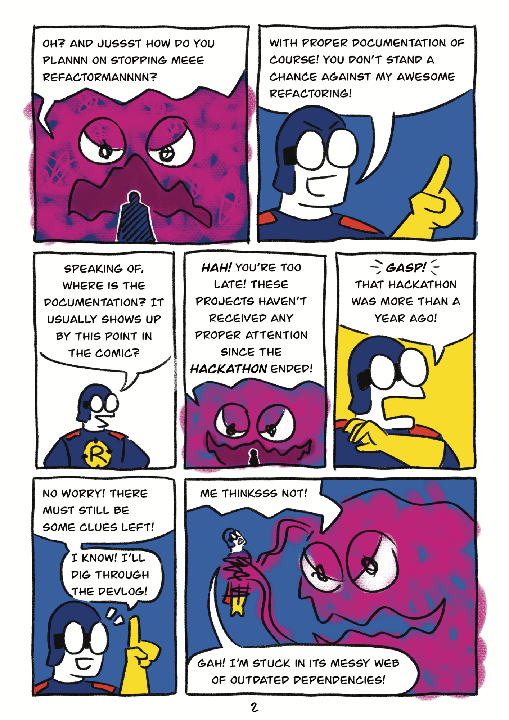 OH? AND JUSSST HOW DO YOU
PLANNN ON STOPPING MEEE
REFACTORMANNNN?
WITH PROPER DOCUMENTATION OF
COURSE! YOU DON'T STAND A
CHANCE AGAINST MY AWESOME
REFACTORING!
SPEAKING OF,
WHERE IS THE
DOCUMENTATION? IT
USUALLY SHOWS UP
BY THIS POINT IN
THE COMIC?
R
HAH! YOU'RE TOO
LATE! THESE
PROJECTS HAVEN'T
RECEIVED ANY
PROPER ATTENTION
SINCE THE
HACKATHON ENDED!
GASP!
THAT HACKATHON
WAS MORE THAN A
YEAR AGO!
NO WORRY! THERE
MUST STILL BE
SOME CLUES LEFT!
I KNOW! I'LL
DIG THROUGH
THE DEVLOG!
ME THINKSSS NOT!
GAH! I'M STUCK IN ITS MESSY WEB
OF OUTDATED DEPENDENCIES!
2